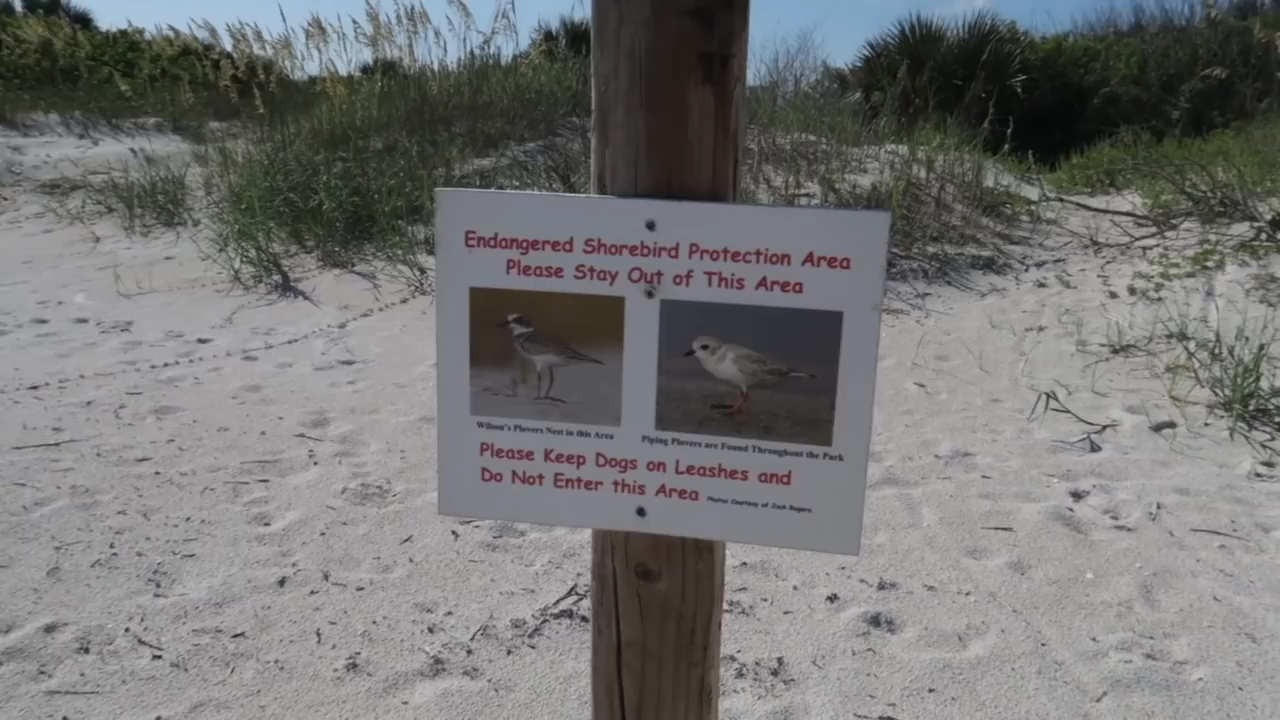 Endangered Shorebird Protection Area
Please Stay Out of This Area
Wilson's Plovers Nest in this Area
Piping Plovers are Found Throughout the Park
Please Keep Dogs on Leashes and
Do Not Enter this Area
Photos Courtesy of Zack Rogers.